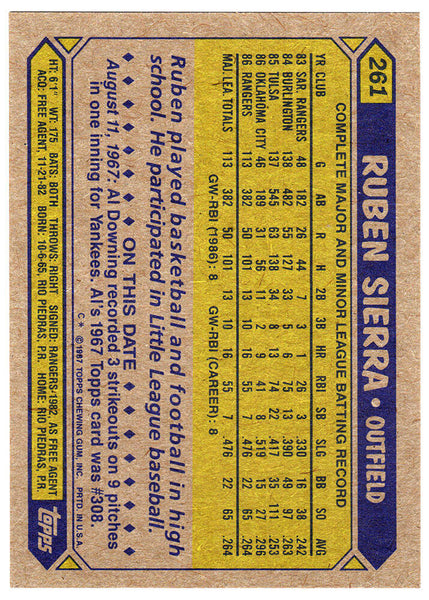 261
RUBEN SIERRA • OUTFIELD
COMPLETE MAJOR AND MINOR LEAGUE BATTING RECORD
YR CLUB G AB R H 2B 3B HR RBI SB SLG BB SO AVG
83 SAR. RANGERS 48 182 26 44 7 3 1 26 3 .330 16 38 .242
84 BURLINGTON 138 482 55 127 33 5 6 75 13 .390 49 97 .263
85 TULSA 137 545 63 138 34 8 13 74 22 .417 35 111 .253
86 OKLAHOMA CITY 46 189 31 56 11 2 9 41 8 .519 15 27 .296
86 RANGERS 113 382 50 101 13 10 16 55 7 .476 22 65 .264
MAJ. LEA TOTALS 113 382 50 101 13 10 16 55 7 .476 22 65 .264
GW-RBI (1986): 8 GW-RBI (CAREER): 8
Ruben played basketball and football in high
school. He participated in Little League baseball.
ON THIS DATE
August 11, 1967: Al Downing recorded 3 strikeouts on 9 pitches
in one inning for Yankees. Al's 1967 Topps card was #308.
C* ©1987 TOPPS CHEWING GUM, INC. PRTD. IN U.S.A.
HT: 6'1" WT: 175 BATS: BOTH THROWS: RIGHT SIGNED: RANGERS-1982, AS FREE AGENT
ACQ: FREE AGENT, 11-21-82 BORN: 10-6-65, RIO PIEDRAS, P.R. HOME: RIO PIEDRAS, P.R.
TOPPS